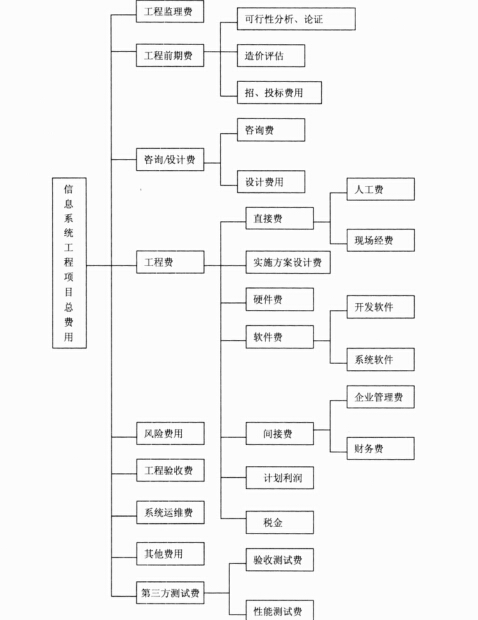 信息系统工程项目总费用
工程监理费
工程前期费
可行性分析、论证
造价评估
招、投标费用
咨询/设计费
咨询费
设计费用
工程费
直接费
人工费
现场经费
实施方案设计费
硬件费
软件费
开发软件
系统软件
间接费
企业管理费
财务费
计划利润
税金
风险费用
工程验收费
系统运维费
其他费用
第三方测试费
验收测试费
性能测试费